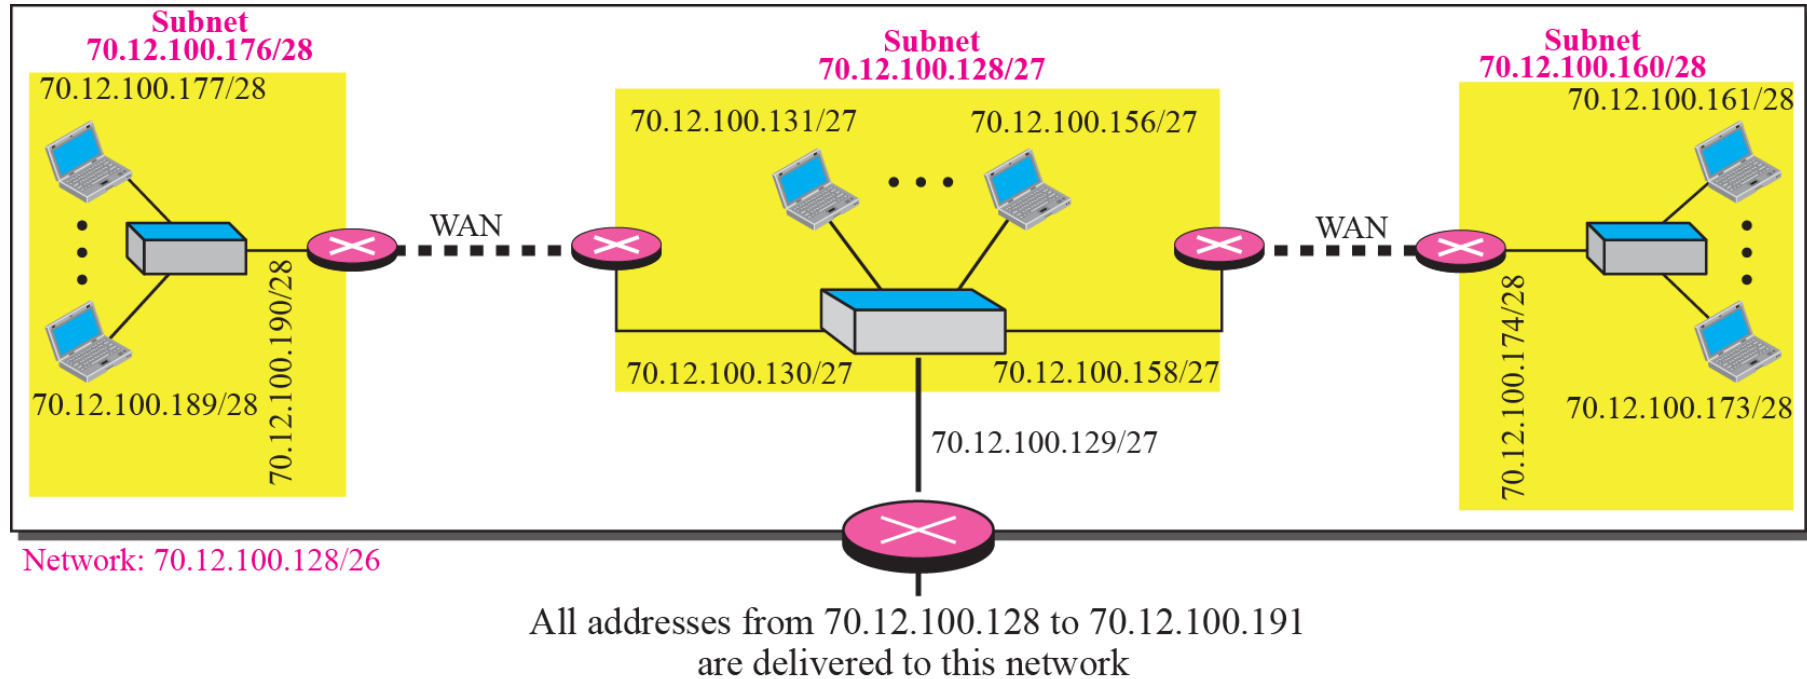 Subnet
70.12.100.176/28
70.12.100.177/28
70.12.100.189/28
70.12.100.190/28
WAN
Subnet
70.12.100.128/27
70.12.100.131/27
70.12.100.156/27
70.12.100.130/27
70.12.100.158/27
70.12.100.129/27
WAN
Subnet
70.12.100.160/28
70.12.100.161/28
70.12.100.174/28
70.12.100.173/28
Network: 70.12.100.128/26
All addresses from 70.12.100.128 to 70.12.100.191
are delivered to this network